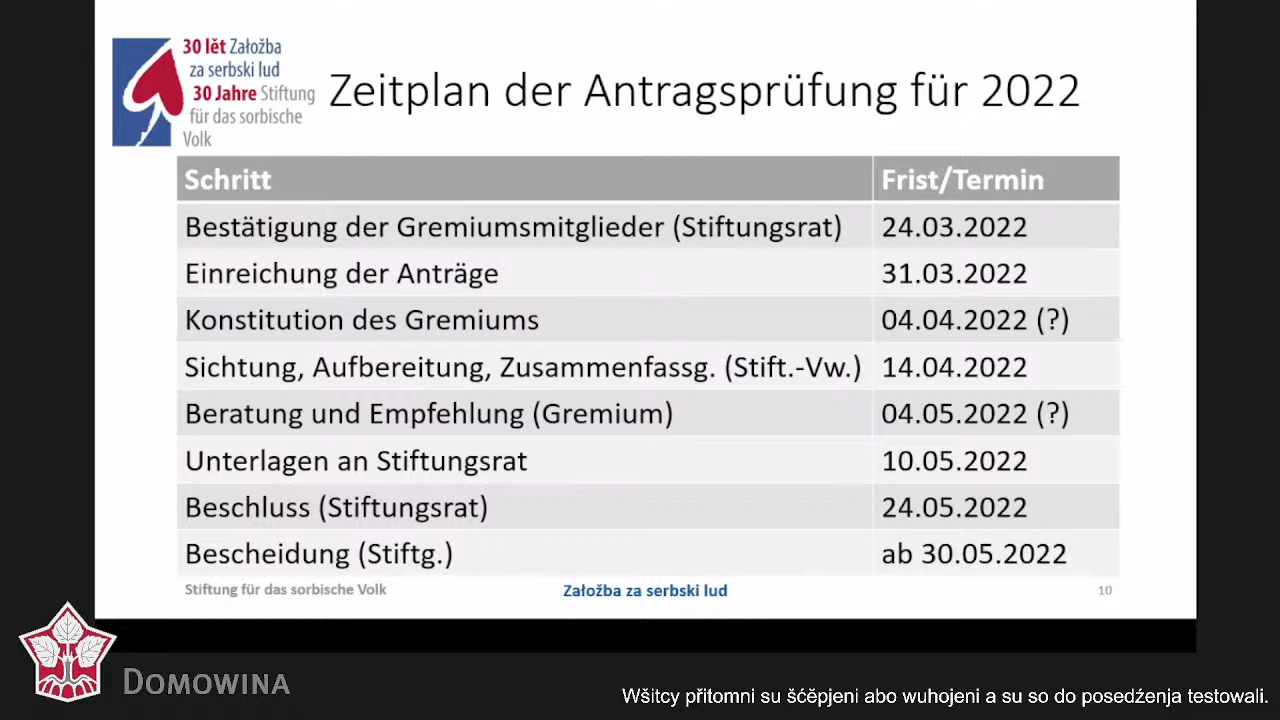 30 lět Załožba
za serbski lud
30 Jahre Stiftung
für das sorbische
Volk
Zeitplan der Antragsprüfung für 2022
Schritt Frist/Termin
Bestätigung der Gremiumsmitglieder (Stiftungsrat) 24.03.2022
Einreichung der Anträge 31.03.2022
Konstitution des Gremiums 04.04.2022 (?)
Sichtung, Aufbereitung, Zusammenfassg. (Stift.-Vw.) 14.04.2022
Beratung und Empfehlung (Gremium) 04.05.2022 (?)
Unterlagen an Stiftungsrat 10.05.2022
Beschluss (Stiftungsrat) 24.05.2022
Bescheidung (Stiftg.) ab 30.05.2022
Stiftung für das sorbische Volk Załožba za serbski lud 10
DOMOWINA
Wšitcy přitomni su šćěpjeni abo wuhojeni a su so do posedźenja testowali.